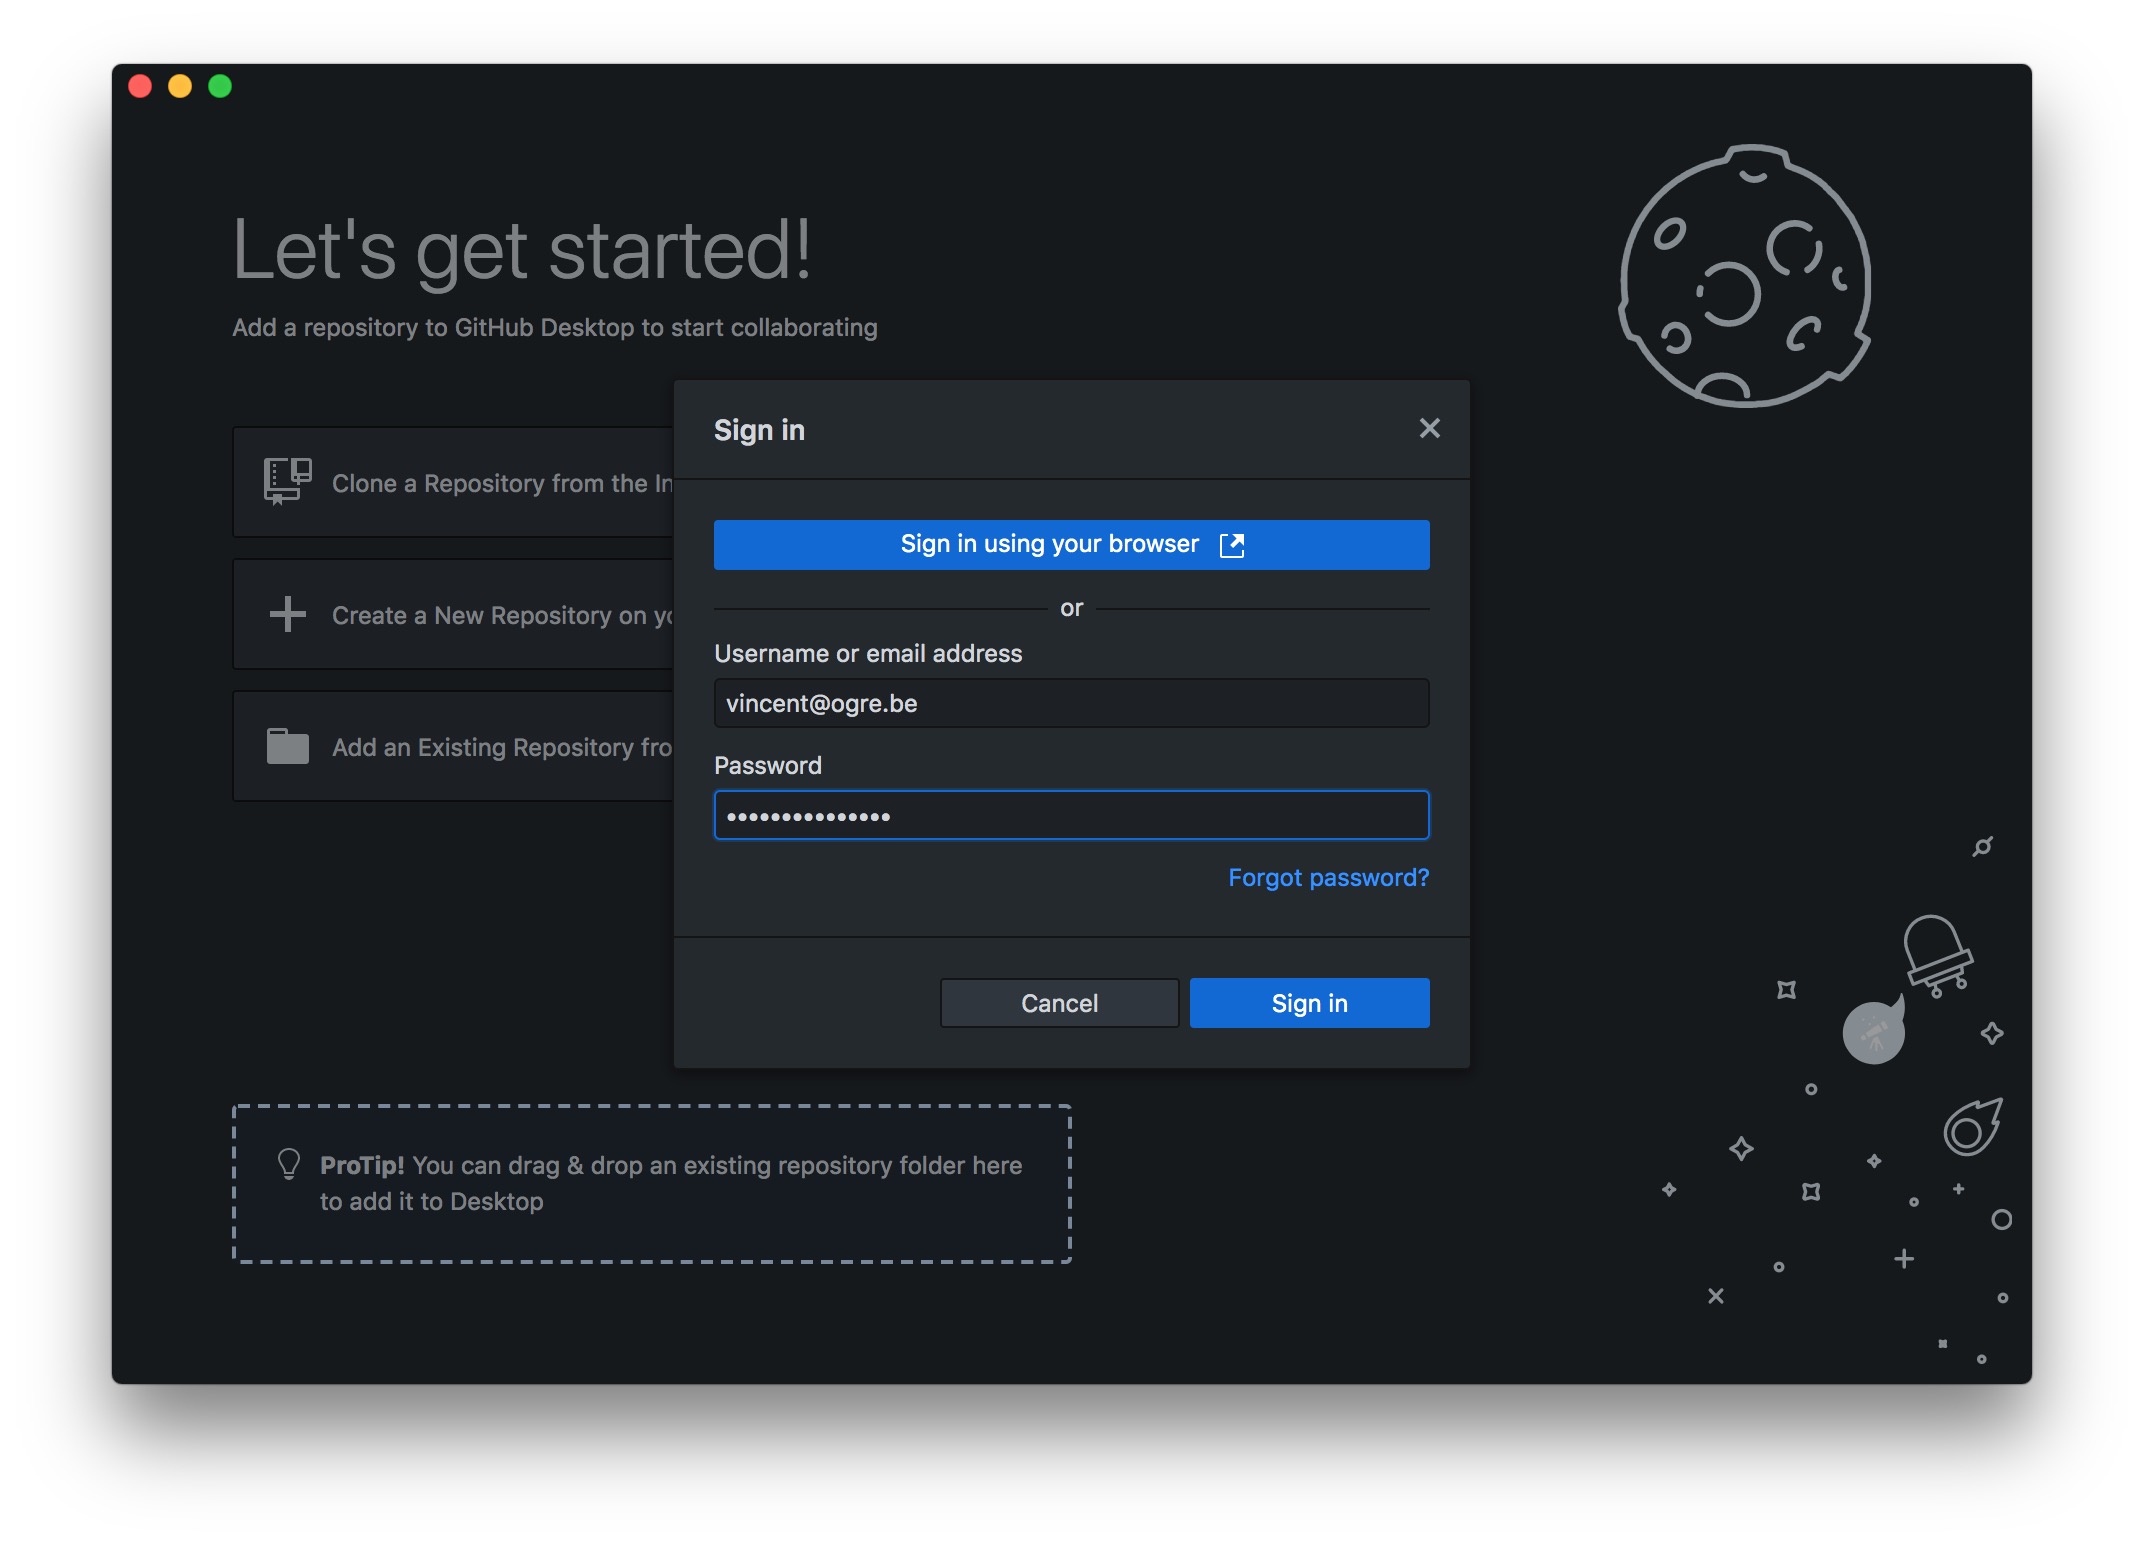 Let's get started!
Add a repository to GitHub Desktop to start collaborating
Clone a Repository from the In
Create a New Repository on yo
Add an Existing Repository fro
Sign in
Sign in using your browser
or
Username or email address
vincent@ogre.be
Password
•••••••••••••••
Forgot password?
Cancel
Sign in
ProTip! You can drag & drop an existing repository folder here
to add it to Desktop